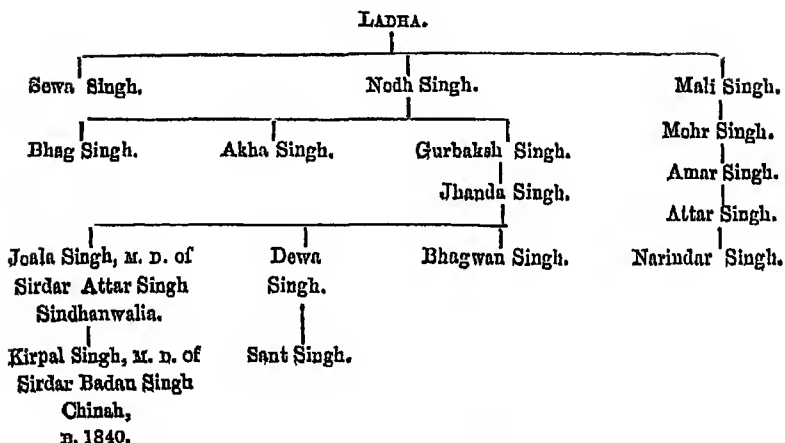 LADHA.
Sewa Singh. Nodh Singh. Mali Singh.
Bhag Singh. Akha Singh. Gurbaksh Singh. Mohr Singh.
Jhanda Singh. Amar Singh.
Attar Singh.
Joala Singh, M. D. of Dewa Bhagwan Singh. Narindar Singh.
Sirdar Attar Singh Singh.
Sindhanwalia.
Kirpal Singh, M. D. of Sant Singh.
Sirdar Badan Singh
Chinah,
B. 1840.